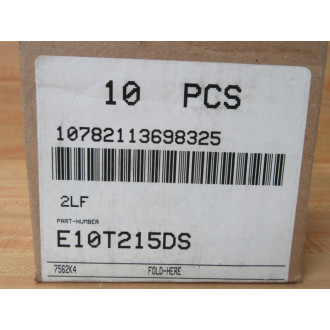 10 PCS
10782113698325
2LF
PART-NUMBER
E10T215DS
7562X4 FOLD-HERE